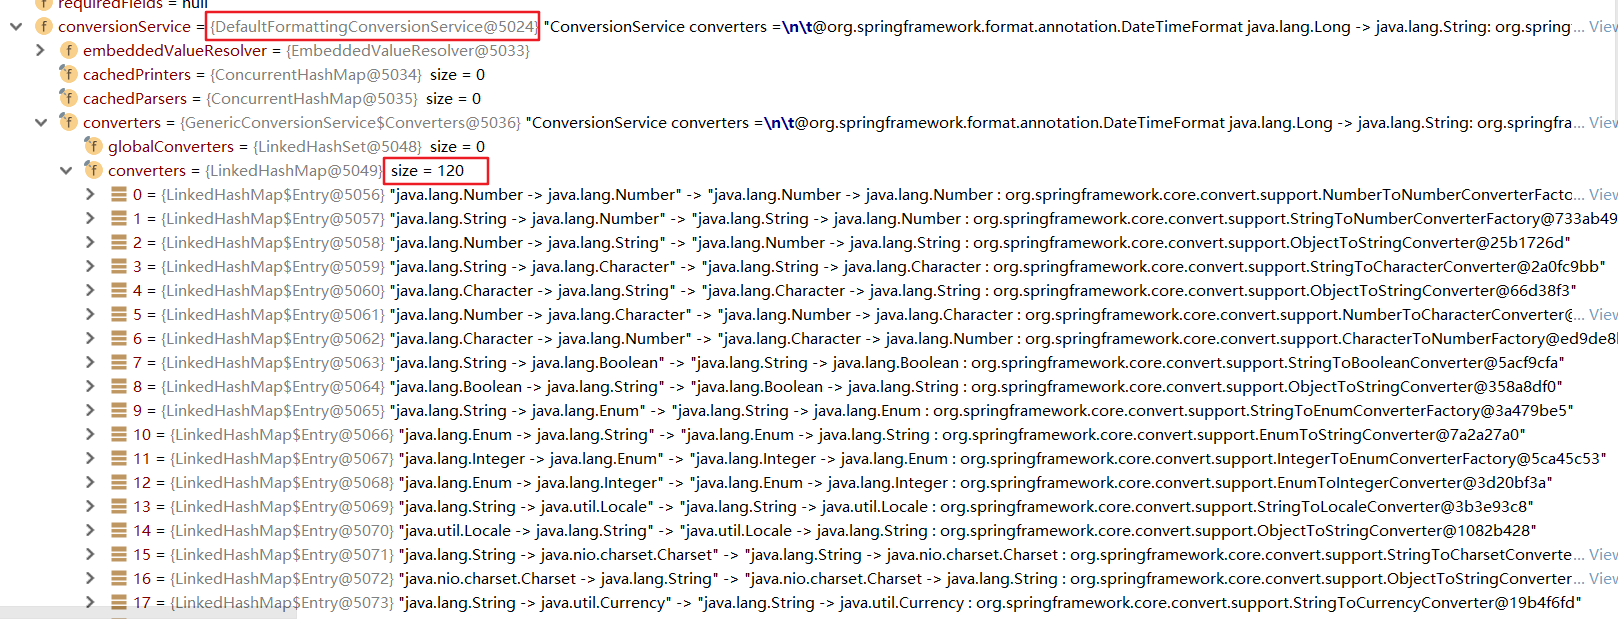 requiredFields = null
conversionService = {DefaultFormattingConversionService@5024} "ConversionService converters =\n\t@org.springframework.format.annotation.DateTimeFormat java.lang.Long -> java.lang.String: org.spring... View
embeddedValueResolver = {EmbeddedValueResolver@5033}
cachedPrinters = {ConcurrentHashMap@5034} size = 0
cachedParsers = {ConcurrentHashMap@5035} size = 0
converters = {GenericConversionService$Converters@5036} "ConversionService converters =\n\t@org.springframework.format.annotation.DateTimeFormat java.lang.Long -> java.lang.String: org.springfra... View
globalConverters = {LinkedHashSet@5048} size = 0
converters = {LinkedHashMap@5049} size = 120
0 = {LinkedHashMap$Entry@5056} "java.lang.Number -> java.lang.Number" -> "java.lang.Number -> java.lang.Number : org.springframework.core.convert.support.NumberToNumberConverterFacto... View
1 = {LinkedHashMap$Entry@5057} "java.lang.String -> java.lang.Number" -> "java.lang.String -> java.lang.Number : org.springframework.core.convert.support.StringToNumberConverterFactory@733ab49
2 = {LinkedHashMap$Entry@5058} "java.lang.Number -> java.lang.String" -> "java.lang.Number -> java.lang.String : org.springframework.core.convert.support.ObjectToStringConverter@25b1726d"
3 = {LinkedHashMap$Entry@5059} "java.lang.String -> java.lang.Character" -> "java.lang.String -> java.lang.Character : org.springframework.core.convert.support.StringToCharacterConverter@2a0fc9bb"
4 = {LinkedHashMap$Entry@5060} "java.lang.Character -> java.lang.String" -> "java.lang.Character -> java.lang.String : org.springframework.core.convert.support.ObjectToStringConverter@66d38f3"
5 = {LinkedHashMap$Entry@5061} "java.lang.Number -> java.lang.Character" -> "java.lang.Number -> java.lang.Character : org.springframework.core.convert.support.NumberToCharacterConverter@... View
6 = {LinkedHashMap$Entry@5062} "java.lang.Character -> java.lang.Number" -> "java.lang.Character -> java.lang.Number : org.springframework.core.convert.support.CharacterToNumberFactory@ed9de8
7 = {LinkedHashMap$Entry@5063} "java.lang.String -> java.lang.Boolean" -> "java.lang.String -> java.lang.Boolean : org.springframework.core.convert.support.StringToBooleanConverter@5acf9cfa"
8 = {LinkedHashMap$Entry@5064} "java.lang.Boolean -> java.lang.String" -> "java.lang.Boolean -> java.lang.String : org.springframework.core.convert.support.ObjectToStringConverter@358a8df0"
9 = {LinkedHashMap$Entry@5065} "java.lang.String -> java.lang.Enum" -> "java.lang.String -> java.lang.Enum : org.springframework.core.convert.support.StringToEnumConverterFactory@3a479be5"
10 = {LinkedHashMap$Entry@5066} "java.lang.Enum -> java.lang.String" -> "java.lang.Enum -> java.lang.String : org.springframework.core.convert.support.EnumToStringConverter@7a2a27a0"
11 = {LinkedHashMap$Entry@5067} "java.lang.Integer -> java.lang.Enum" -> "java.lang.Integer -> java.lang.Enum : org.springframework.core.convert.support.IntegerToEnumConverterFactory@5ca45c53"
12 = {LinkedHashMap$Entry@5068} "java.lang.Enum -> java.lang.Integer" -> "java.lang.Enum -> java.lang.Integer : org.springframework.core.convert.support.EnumToIntegerConverter@3d20bf3a"
13 = {LinkedHashMap$Entry@5069} "java.lang.String -> java.util.Locale" -> "java.lang.String -> java.util.Locale : org.springframework.core.convert.support.StringToLocaleConverter@3b3e93c8"
14 = {LinkedHashMap$Entry@5070} "java.util.Locale -> java.lang.String" -> "java.util.Locale -> java.lang.String : org.springframework.core.convert.support.ObjectToStringConverter@1082b428"
15 = {LinkedHashMap$Entry@5071} "java.lang.String -> java.nio.charset.Charset" -> "java.lang.String -> java.nio.charset.Charset : org.springframework.core.convert.support.StringToCharsetConverte... View
16 = {LinkedHashMap$Entry@5072} "java.nio.charset.Charset -> java.lang.String" -> "java.nio.charset.Charset -> java.lang.String : org.springframework.core.convert.support.ObjectToStringConverter... View
17 = {LinkedHashMap$Entry@5073} "java.lang.String -> java.util.Currency" -> "java.lang.String -> java.util.Currency : org.springframework.core.convert.support.StringToCurrencyConverter@19b4f6fd"